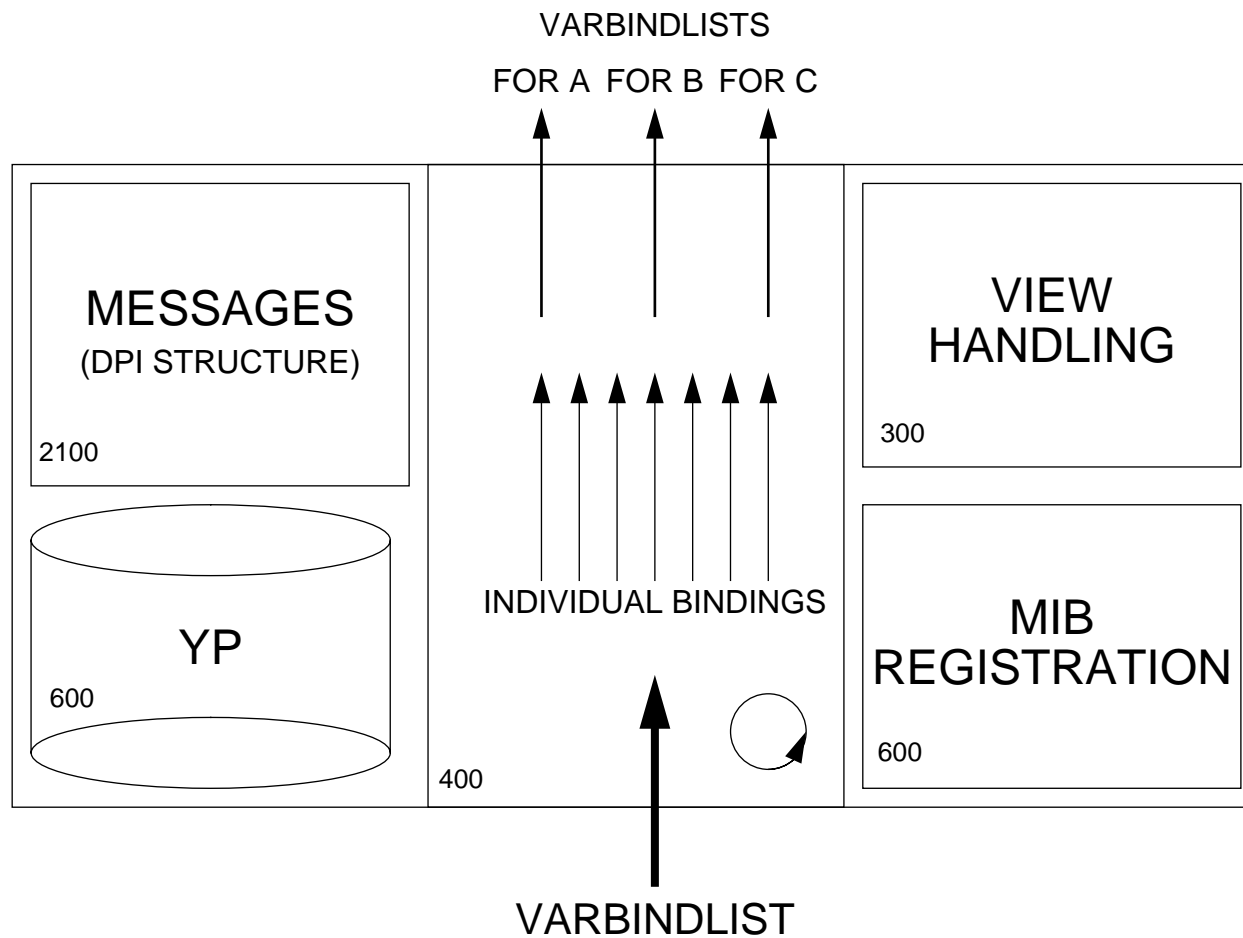 VARBINDLISTS
FOR A FOR B FOR C
MESSAGES
(DPI STRUCTURE)
2100
YP
600
INDIVIDUAL BINDINGS
400
VIEW
HANDLING
300
MIB
REGISTRATION
600
VARBINDLIST